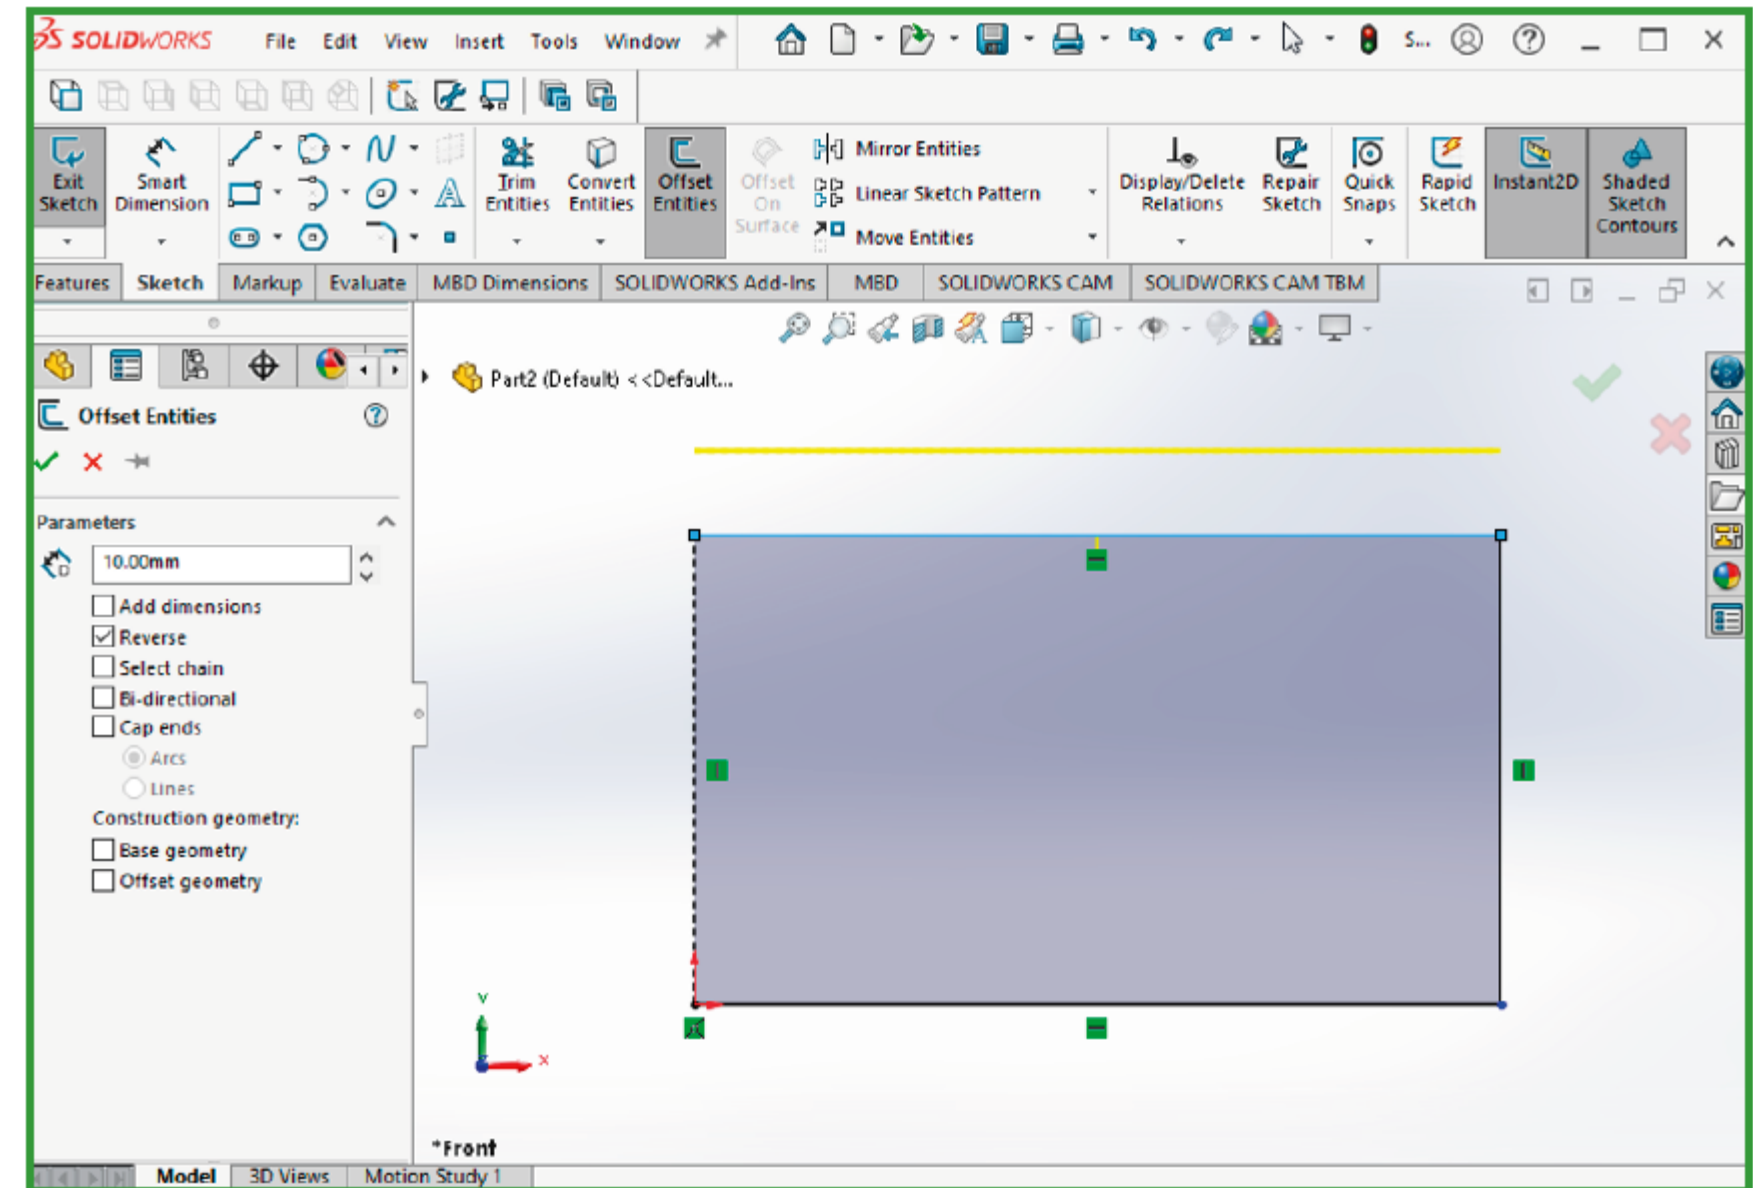 SOLIDWORKS File Edit View Insert Tools Window S...
Exit Sketch
Smart Dimension
Trim Entities
Convert Entities
Offset Entities
Offset On Surface
Mirror Entities
Linear Sketch Pattern
Move Entities
Display/Delete Relations
Repair Sketch
Quick Snaps
Rapid Sketch
Instant2D
Shaded Sketch Contours
Features Sketch Markup Evaluate MBD Dimensions SOLIDWORKS Add-Ins MBD SOLIDWORKS CAM SOLIDWORKS CAM TBM
Part2 (Default) <<Default...
Offset Entities
Parameters
10.00mm
Add dimensions
Reverse
Select chain
Bi-directional
Cap ends
Arcs
Lines
Construction geometry:
Base geometry
Offset geometry
Y
X
*Front
Model 3D Views Motion Study 1